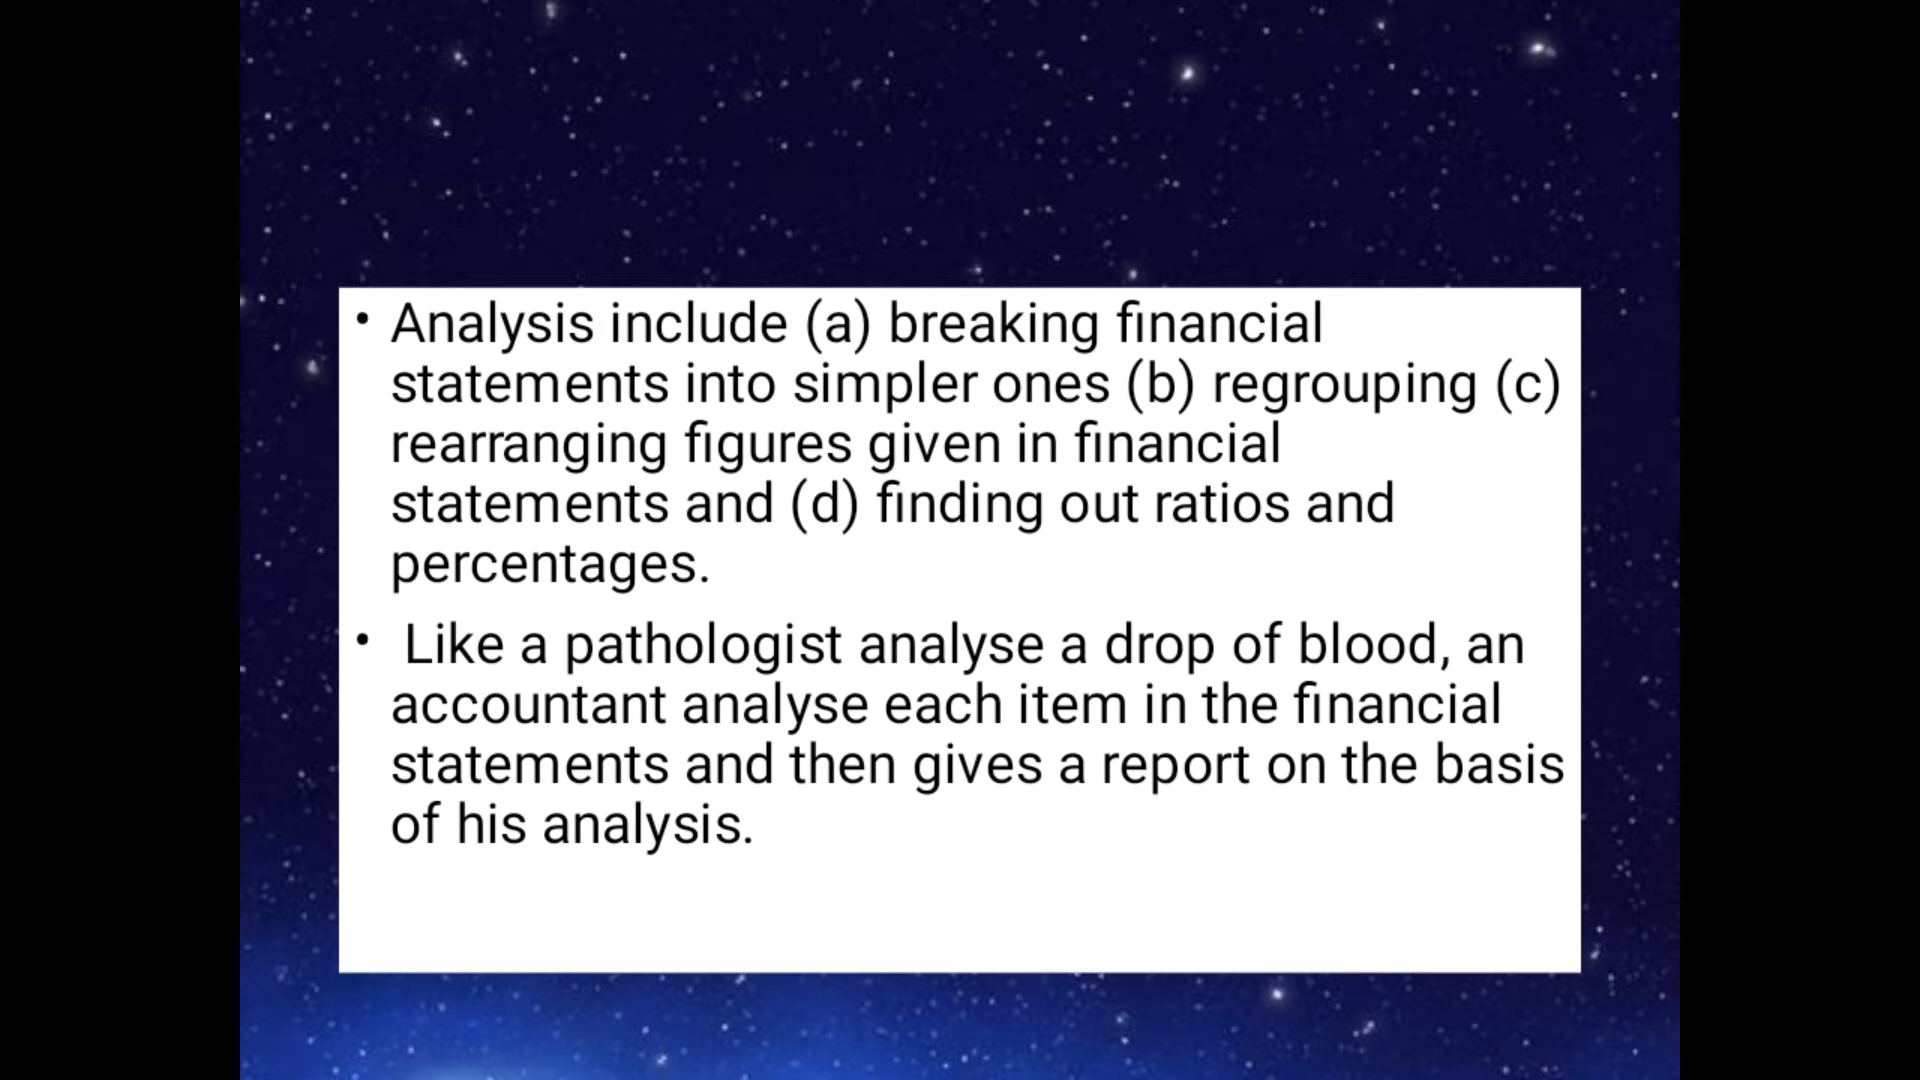 • Analysis include (a) breaking financial
statements into simpler ones (b) regrouping (c)
rearranging figures given in financial
statements and (d) finding out ratios and
percentages.
• Like a pathologist analyse a drop of blood, an
accountant analyse each item in the financial
statements and then gives a report on the basis
of his analysis.